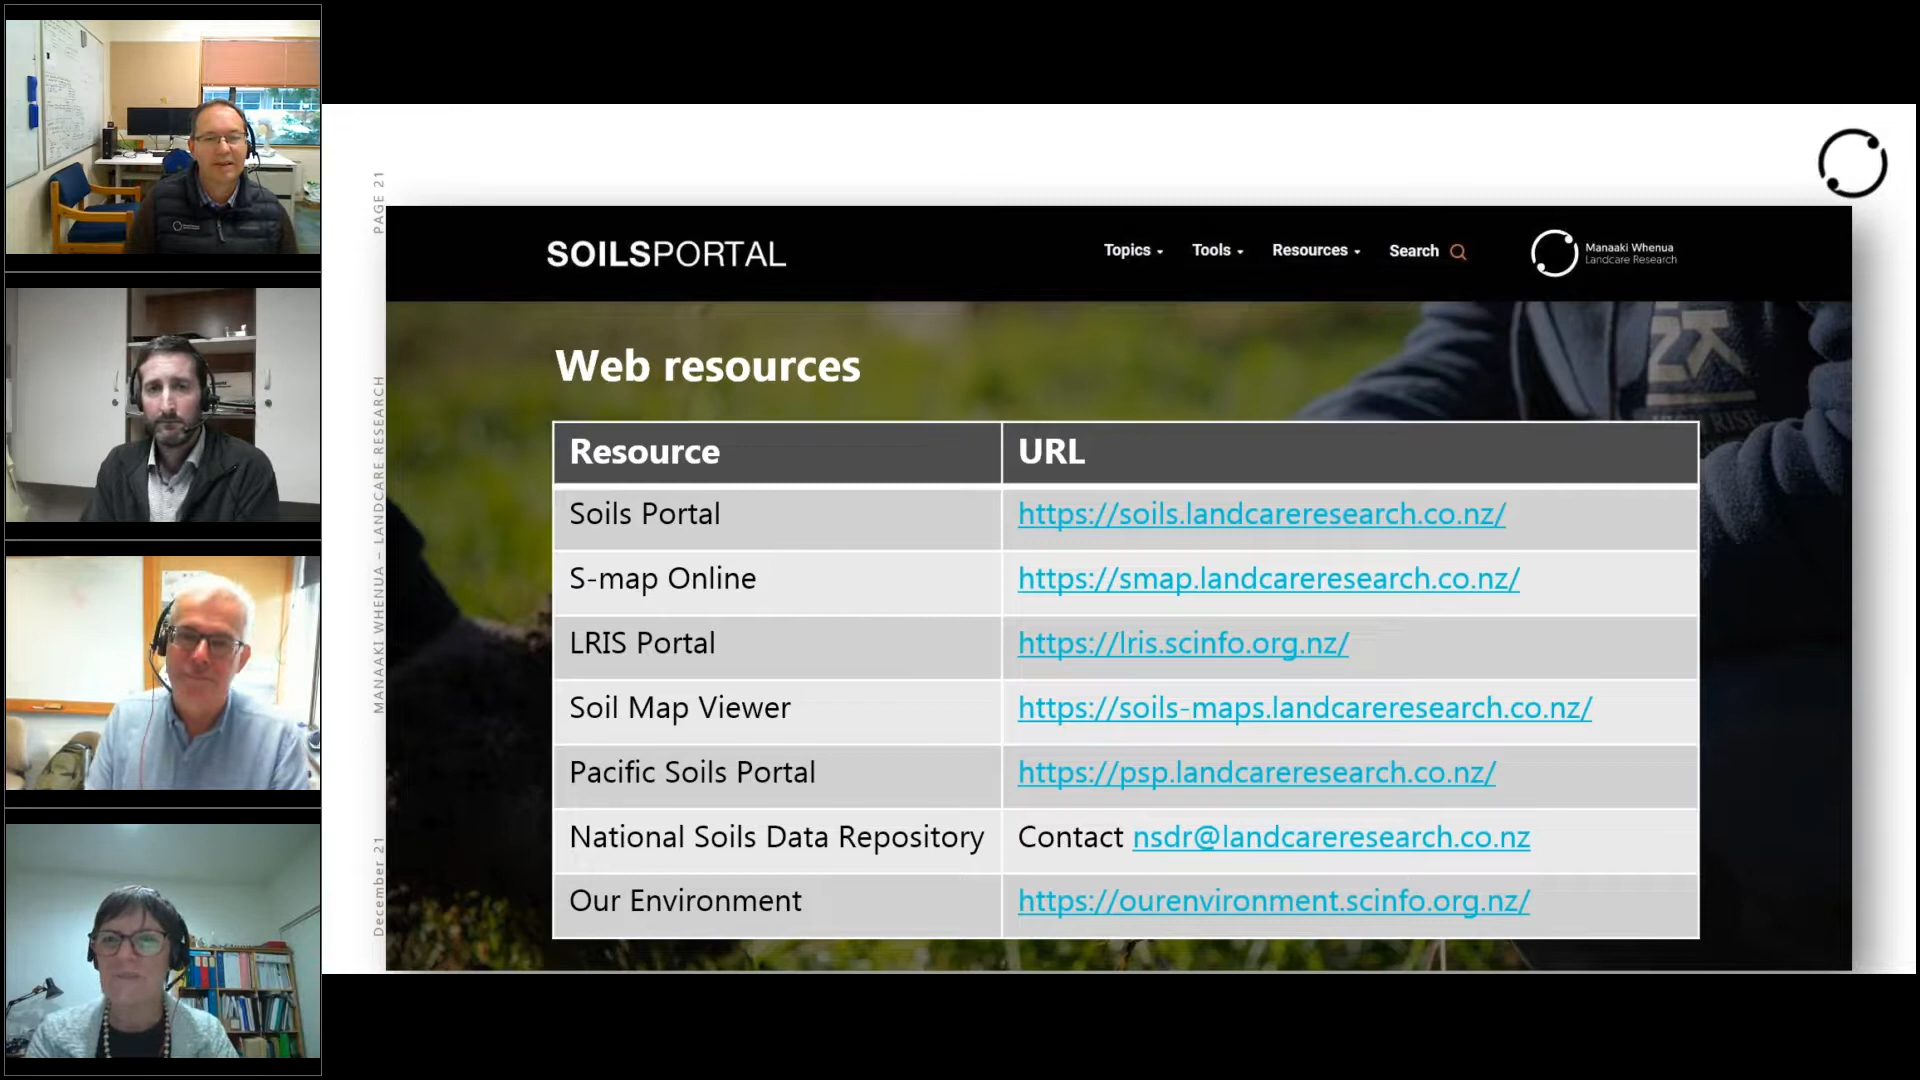 PAGE 21
MANAAKI WHENUA – LANDCARE RESEARCH
December 21
SOILSPORTAL
Topics
Tools
Resources
Search
Manaaki Whenua
Landcare Research
Web resources
Resource URL
Soils Portal https://soils.landcareresearch.co.nz/
S-map Online https://smap.landcareresearch.co.nz/
LRIS Portal https://lris.scinfo.org.nz/
Soil Map Viewer https://soils-maps.landcareresearch.co.nz/
Pacific Soils Portal https://psp.landcareresearch.co.nz/
National Soils Data Repository Contact nsdr@landcareresearch.co.nz
Our Environment https://ourenvironment.scinfo.org.nz/